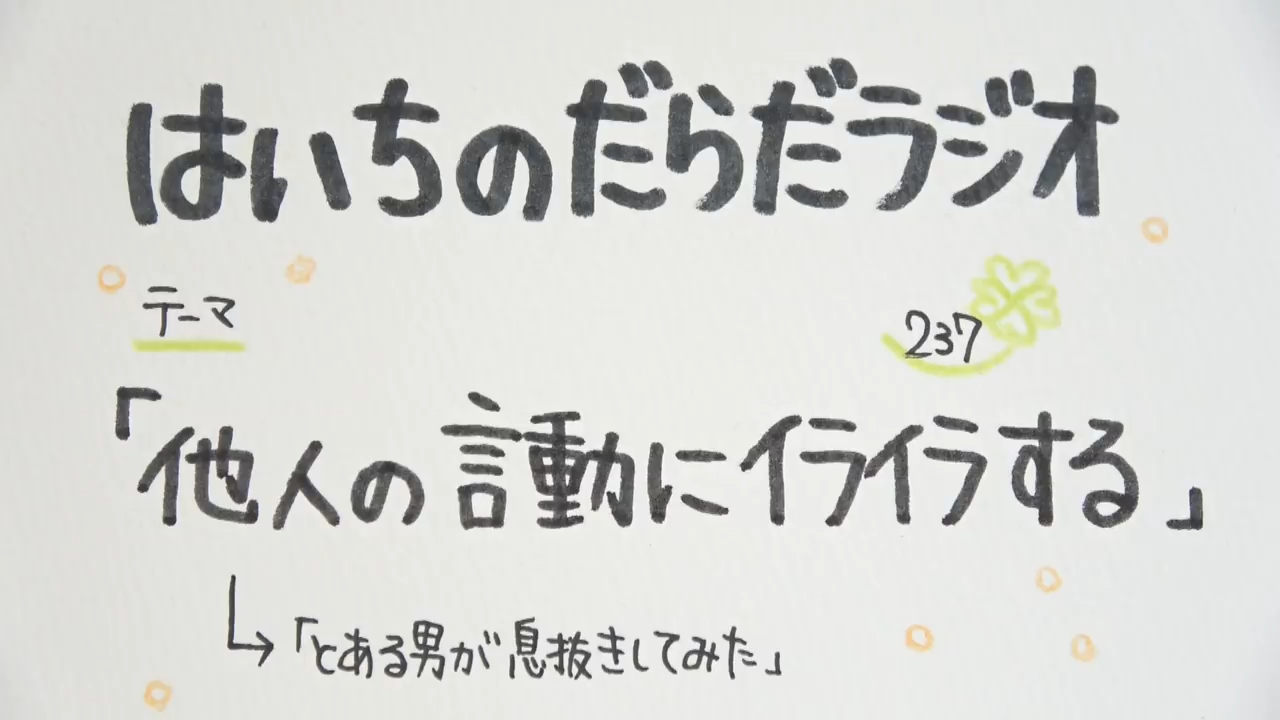 はいちのだらだラジオ
テーマ
237
「他人の言動にイライラする」
「とある男が息抜きしてみた」